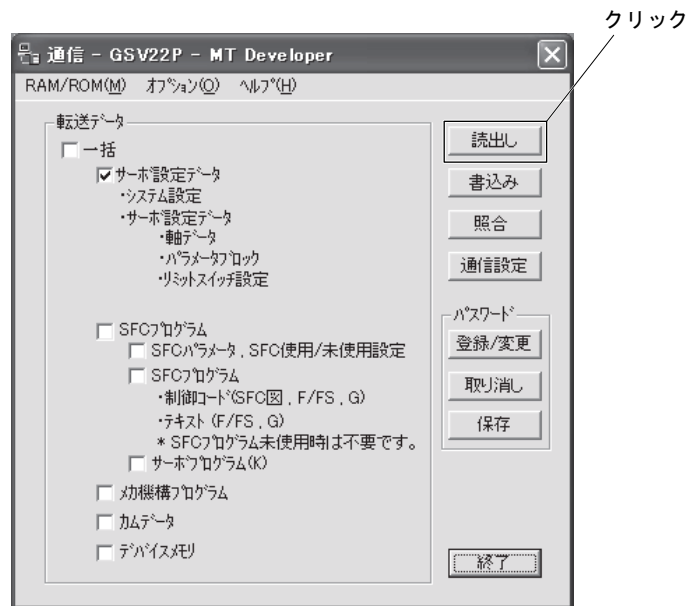 クリック
通信 - GSV22P - MT Developer
RAM/ROM(M) ｵﾌﾟｼｮﾝ(O) ﾍﾙﾌﾟ(H)
転送ﾃﾞｰﾀ
一括
ｻｰﾎﾞ設定ﾃﾞｰﾀ
・ｼｽﾃﾑ設定
・ｻｰﾎﾞ設定ﾃﾞｰﾀ
・軸ﾃﾞｰﾀ
・ﾊﾟﾗﾒｰﾀﾌﾞﾛｯｸ
・ﾘﾐｯﾄｽｲｯﾁ設定
SFCﾌﾟﾛｸﾞﾗﾑ
SFCﾊﾟﾗﾒｰﾀ , SFC使用/未使用設定
SFCﾌﾟﾛｸﾞﾗﾑ
・制御ｺｰﾄﾞ(SFC図 , F/FS , G)
・ﾃｷｽﾄ (F/FS , G)
* SFCﾌﾟﾛｸﾞﾗﾑ未使用時は不要です。
ｻｰﾎﾞﾌﾟﾛｸﾞﾗﾑ(K)
ﾒｶ機構ﾌﾟﾛｸﾞﾗﾑ
ｶﾑﾃﾞｰﾀ
ﾃﾞﾊﾞｲｽﾒﾓﾘ
読出し
書込み
照合
通信設定
ﾊﾟｽﾜｰﾄﾞ
登録/変更
取り消し
保存
終了